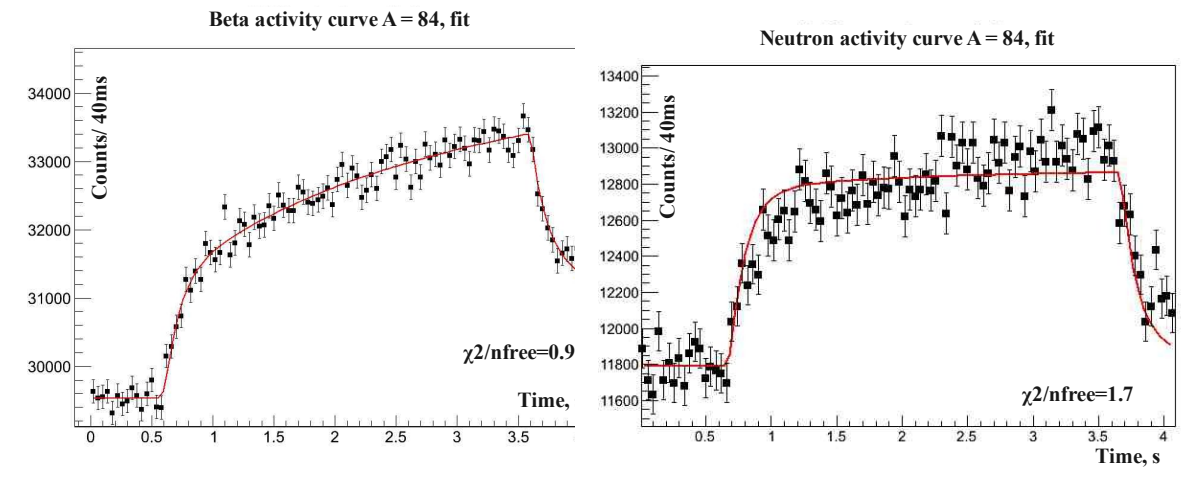 Beta activity curve A = 84, fit
Counts/ 40ms
34000
33000
32000
31000
30000
χ2/nfree=0.9
Time,
0 0.5 1 1.5 2 2.5 3 3.5
Neutron activity curve A = 84, fit
Counts/ 40ms
13400
13200
13000
12800
12600
12400
12200
12000
11800
11600
χ2/nfree=1.7
0.5 1 1.5 2 2.5 3 3.5 4
Time, s